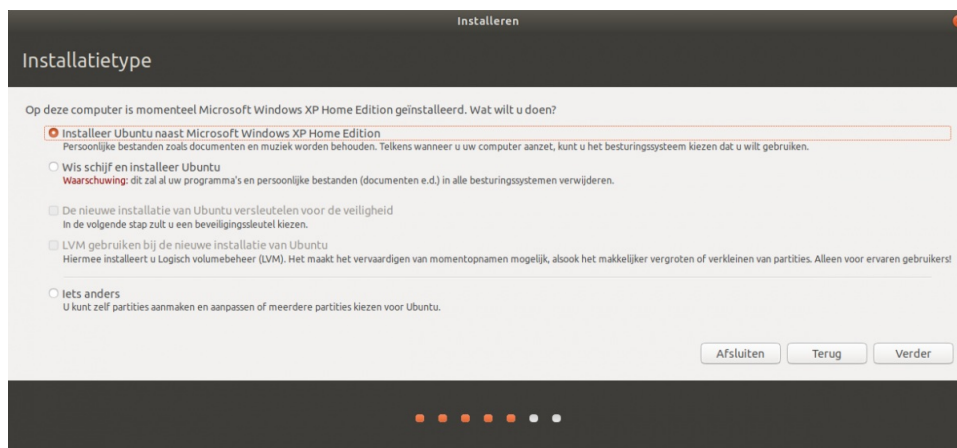 Installeren
Installatietype
Op deze computer is momenteel Microsoft Windows XP Home Edition geïnstalleerd. Wat wilt u doen?
Installeer Ubuntu naast Microsoft Windows XP Home Edition
Persoonlijke bestanden zoals documenten en muziek worden behouden. Telkens wanneer u uw computer aanzet, kunt u het besturingssysteem kiezen dat u wilt gebruiken.
Wis schijf en installeer Ubuntu
Waarschuwing: dit zal al uw programma's en persoonlijke bestanden (documenten e.d.) in alle besturingssystemen verwijderen.
De nieuwe installatie van Ubuntu versleutelen voor de veiligheid
In de volgende stap zult u een beveiligingssleutel kiezen.
LVM gebruiken bij de nieuwe installatie van Ubuntu
Hiermee installeert u Logisch volumebeheer (LVM). Het maakt het vervaardigen van momentopnamen mogelijk, alsook het makkelijker vergroten of verkleinen van partities. Alleen voor ervaren gebruikers!
Iets anders
U kunt zelf partities aanmaken en aanpassen of meerdere partities kiezen voor Ubuntu.
Afsluiten Terug Verder